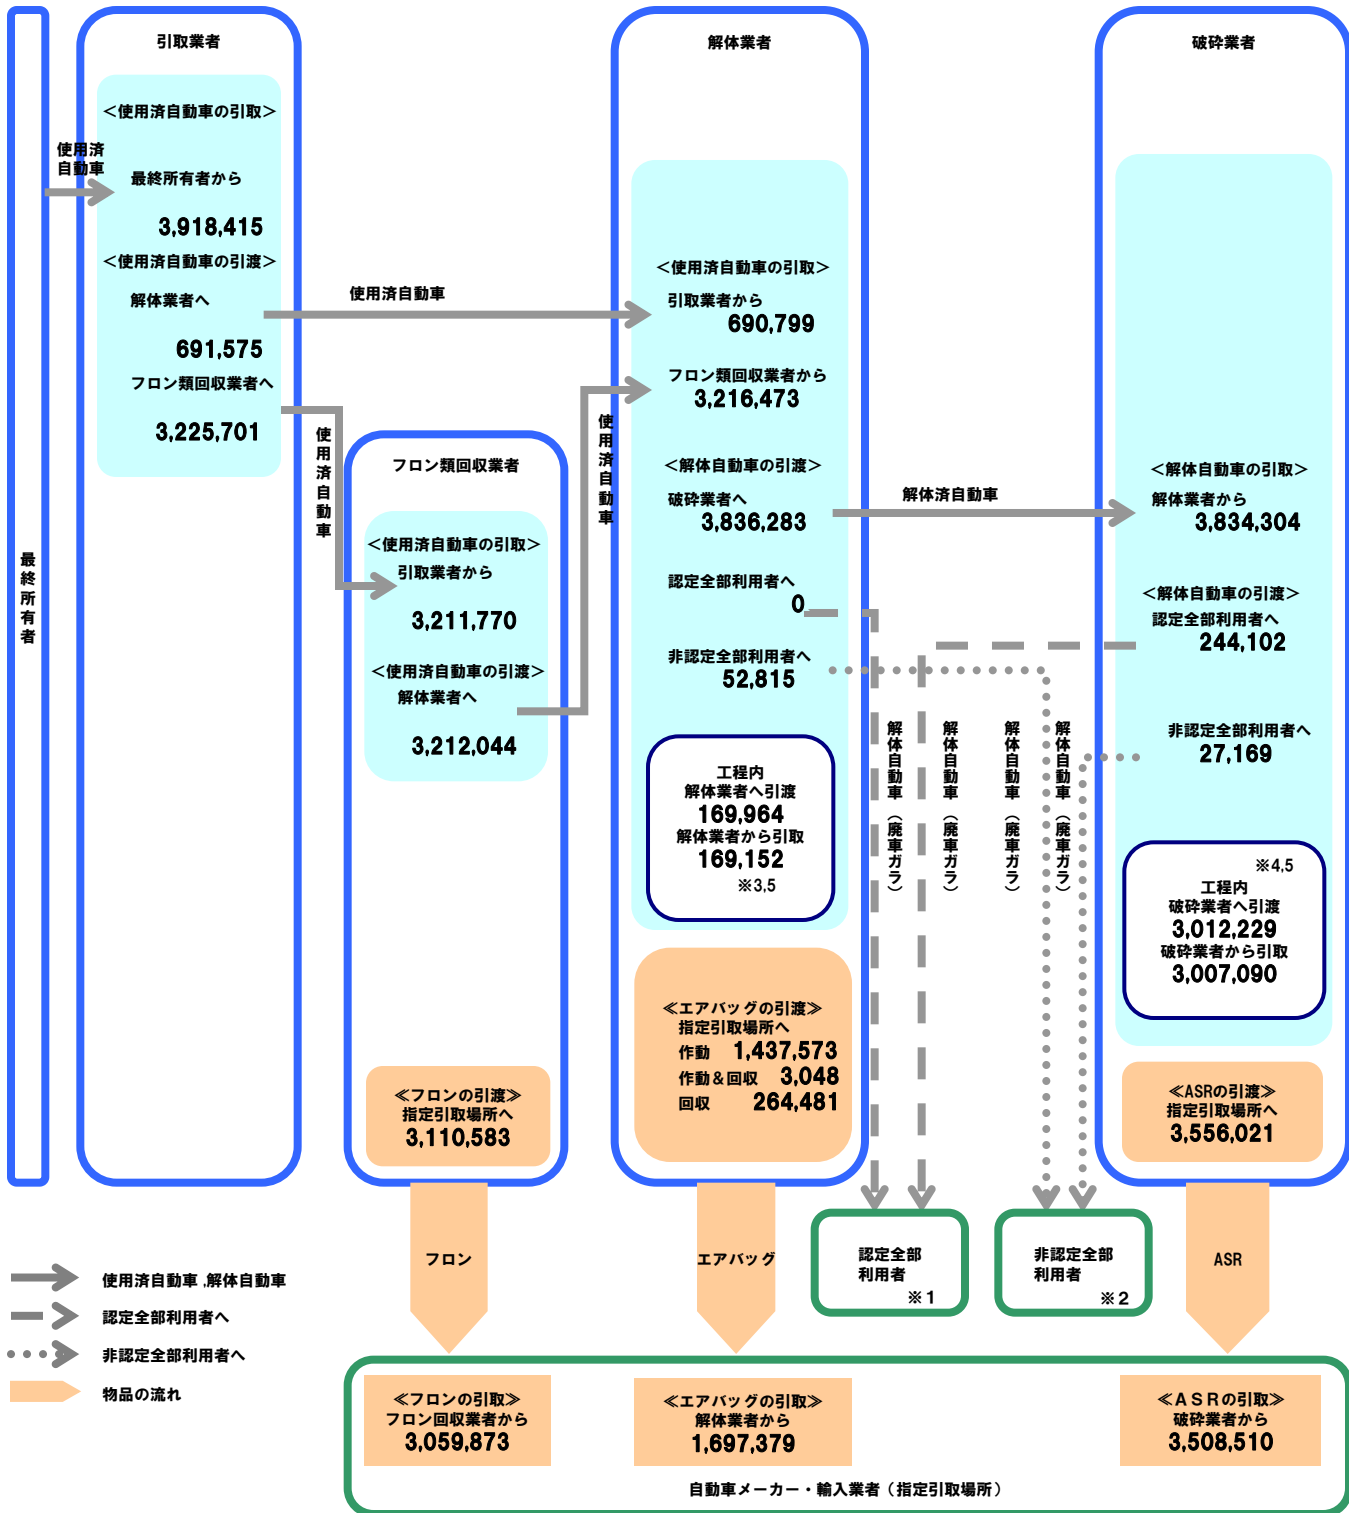 最終所有者
使用済
自動車
引取業者
＜使用済自動車の引取＞
最終所有者から
3,918,415
＜使用済自動車の引渡＞
解体業者へ
691,575
フロン類回収業者へ
3,225,701
使用済自動車
使用済自動車
フロン類回収業者
＜使用済自動車の引取＞
引取業者から
3,211,770
＜使用済自動車の引渡＞
解体業者へ
3,212,044
≪フロンの引渡≫
指定引取場所へ
3,110,583
使用済自動車
解体業者
＜使用済自動車の引取＞
引取業者から
690,799
フロン類回収業者から
3,216,473
＜解体自動車の引渡＞
破砕業者へ
3,836,283
認定全部利用者へ
0
非認定全部利用者へ
52,815
工程内
解体業者へ引渡
169,964
解体業者から引取
169,152
※3,5
≪エアバッグの引渡≫
指定引取場所へ
作動 1,437,573
作動＆回収 3,048
回収 264,481
解体済自動車
解体自動車（廃車ガラ）
解体自動車（廃車ガラ）
解体自動車（廃車ガラ）
解体自動車（廃車ガラ）
破砕業者
＜解体自動車の引取＞
解体業者から
3,834,304
＜解体自動車の引渡＞
認定全部利用者へ
244,102
非認定全部利用者へ
27,169
※4,5
工程内
破砕業者へ引渡
3,012,229
破砕業者から引取
3,007,090
≪ASRの引渡≫
指定引取場所へ
3,556,021
フロン
エアバッグ
認定全部
利用者
※１
非認定全部
利用者
※２
ASR
使用済自動車 ,解体自動車
認定全部利用者へ
非認定全部利用者へ
物品の流れ
≪フロンの引取≫
フロン回収業者から
3,059,873
≪エアバッグの引取≫
解体業者から
1,697,379
≪ＡＳＲの引取≫
破砕業者から
3,508,510
自動車メーカー・輸入業者（指定引取場所）